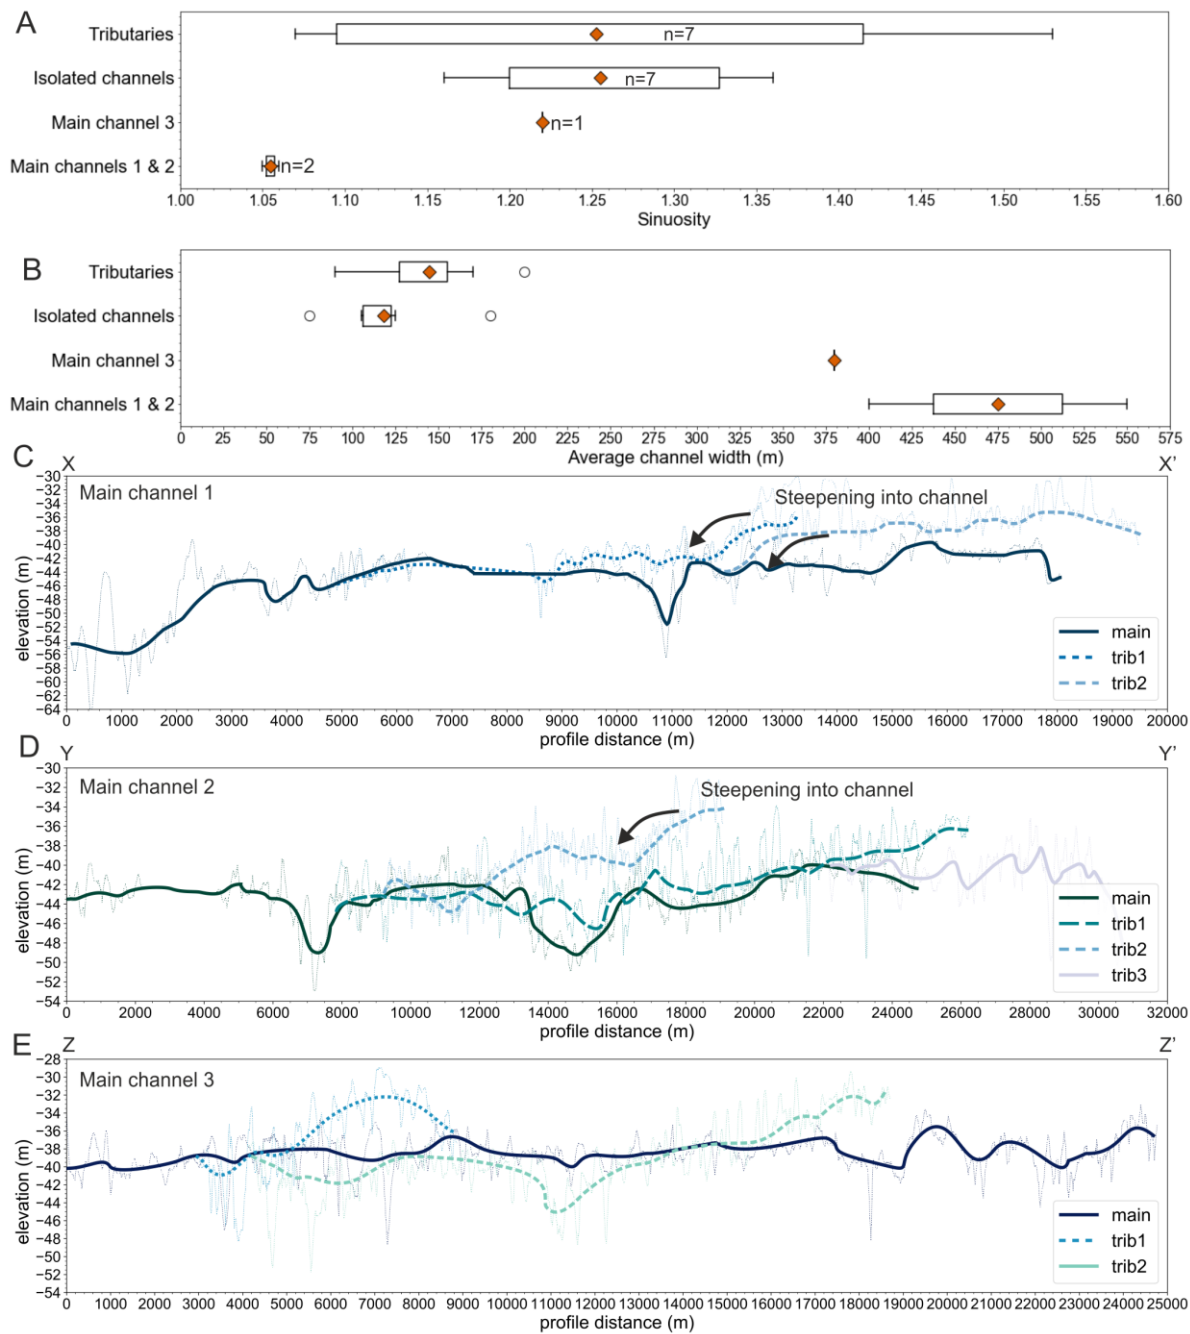 A
Tributaries
n=7
Isolated channels
n=7
Main channel 3
n=1
Main channels 1 & 2
n=2
1.00 1.05 1.10 1.15 1.20 1.25 1.30 1.35 1.40 1.45 1.50 1.55 1.60
Sinuosity
B
Tributaries
Isolated channels
Main channel 3
Main channels 1 & 2
0 25 50 75 100 125 150 175 200 225 250 275 300 325 350 375 400 425 450 475 500 525 550 575
Average channel width (m)
C X X'
Main channel 1
Steepening into channel
elevation (m)
−30
−32
−34
−36
−38
−40
−42
−44
−46
−48
−50
−52
−54
−56
−58
−60
−62
−64
main
trib1
trib2
0 1000 2000 3000 4000 5000 6000 7000 8000 9000 10000 11000 12000 13000 14000 15000 16000 17000 18000 19000 20000
profile distance (m)
D Y Y'
Main channel 2
Steepening into channel
elevation (m)
−30
−32
−34
−36
−38
−40
−42
−44
−46
−48
−50
−52
−54
main
trib1
trib2
trib3
0 2000 4000 6000 8000 10000 12000 14000 16000 18000 20000 22000 24000 26000 28000 30000 32000
profile distance (m)
E Z Z'
Main channel 3
elevation (m)
−28
−30
−32
−34
−36
−38
−40
−42
−44
−46
−48
−50
−52
−54
main
trib1
trib2
0 1000 2000 3000 4000 5000 6000 7000 8000 9000 10000 11000 12000 13000 14000 15000 16000 17000 18000 19000 20000 21000 22000 23000 24000 25000
profile distance (m)